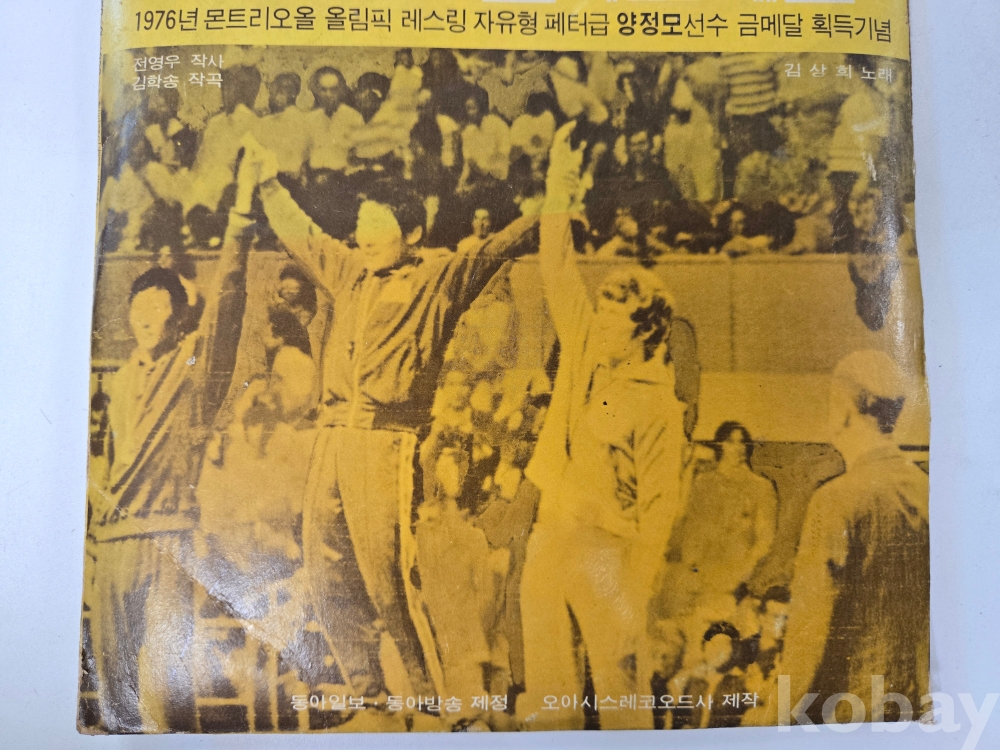 1976년 몬트리오올 올림픽 레스링 자유형 페터급 양정모선수 금메달 획득기념
전영우 작사
김학송 작곡
김상희 노래
동아일보·동아방송 제정 오아시스레코오드사 제작
kobay